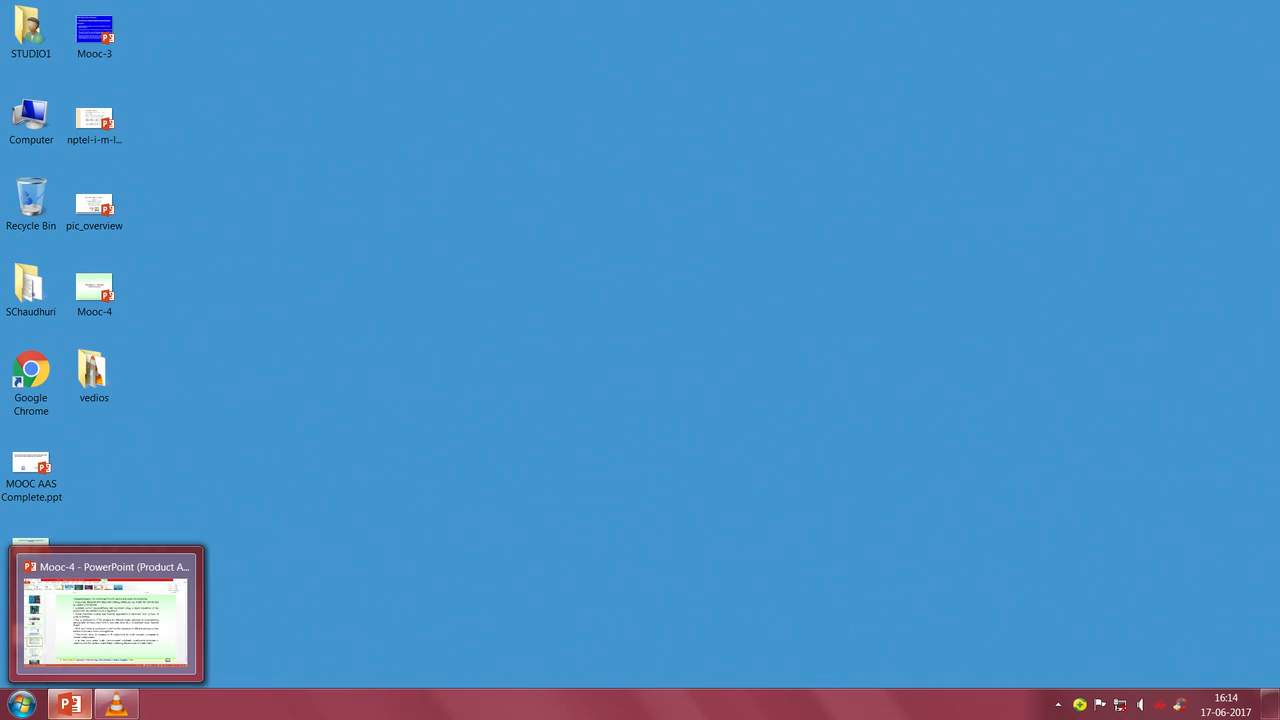 STUDIO1
Mooc-3
Computer
nptel-i-m-l...
Recycle Bin
pic_overview
SChaudhuri
Mooc-4
Google
Chrome
vedios
MOOC AAS
Complete.ppt
Mooc-4 - PowerPoint (Product A...
16:14
17-06-2017